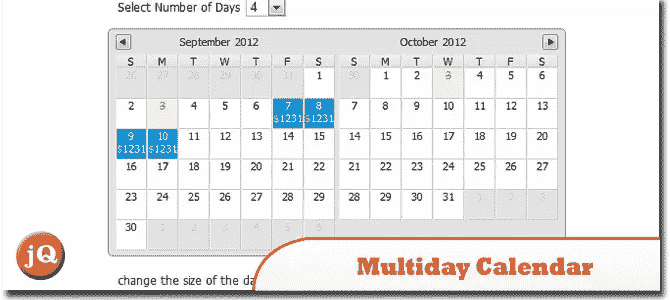 Select Number of Days 4
September 2012 October 2012
S M T W T F S S M T W T F S
26 27 28 29 30 31 1 30 1 2 3 4 5 6
2 3 4 5 6 7 8 7 8 9 10 11 12 13
$1231 $1231
9 10 11 12 13 14 15 14 15 16 17 18 19 20
$1231 $1231
16 17 18 19 20 21 22 21 22 23 24 25 26 27
23 24 25 26 27 28 29 28 29 30 31 1 2 3
30 1 2 3 4 5 6
change the size of the
jQ
Multiday Calendar